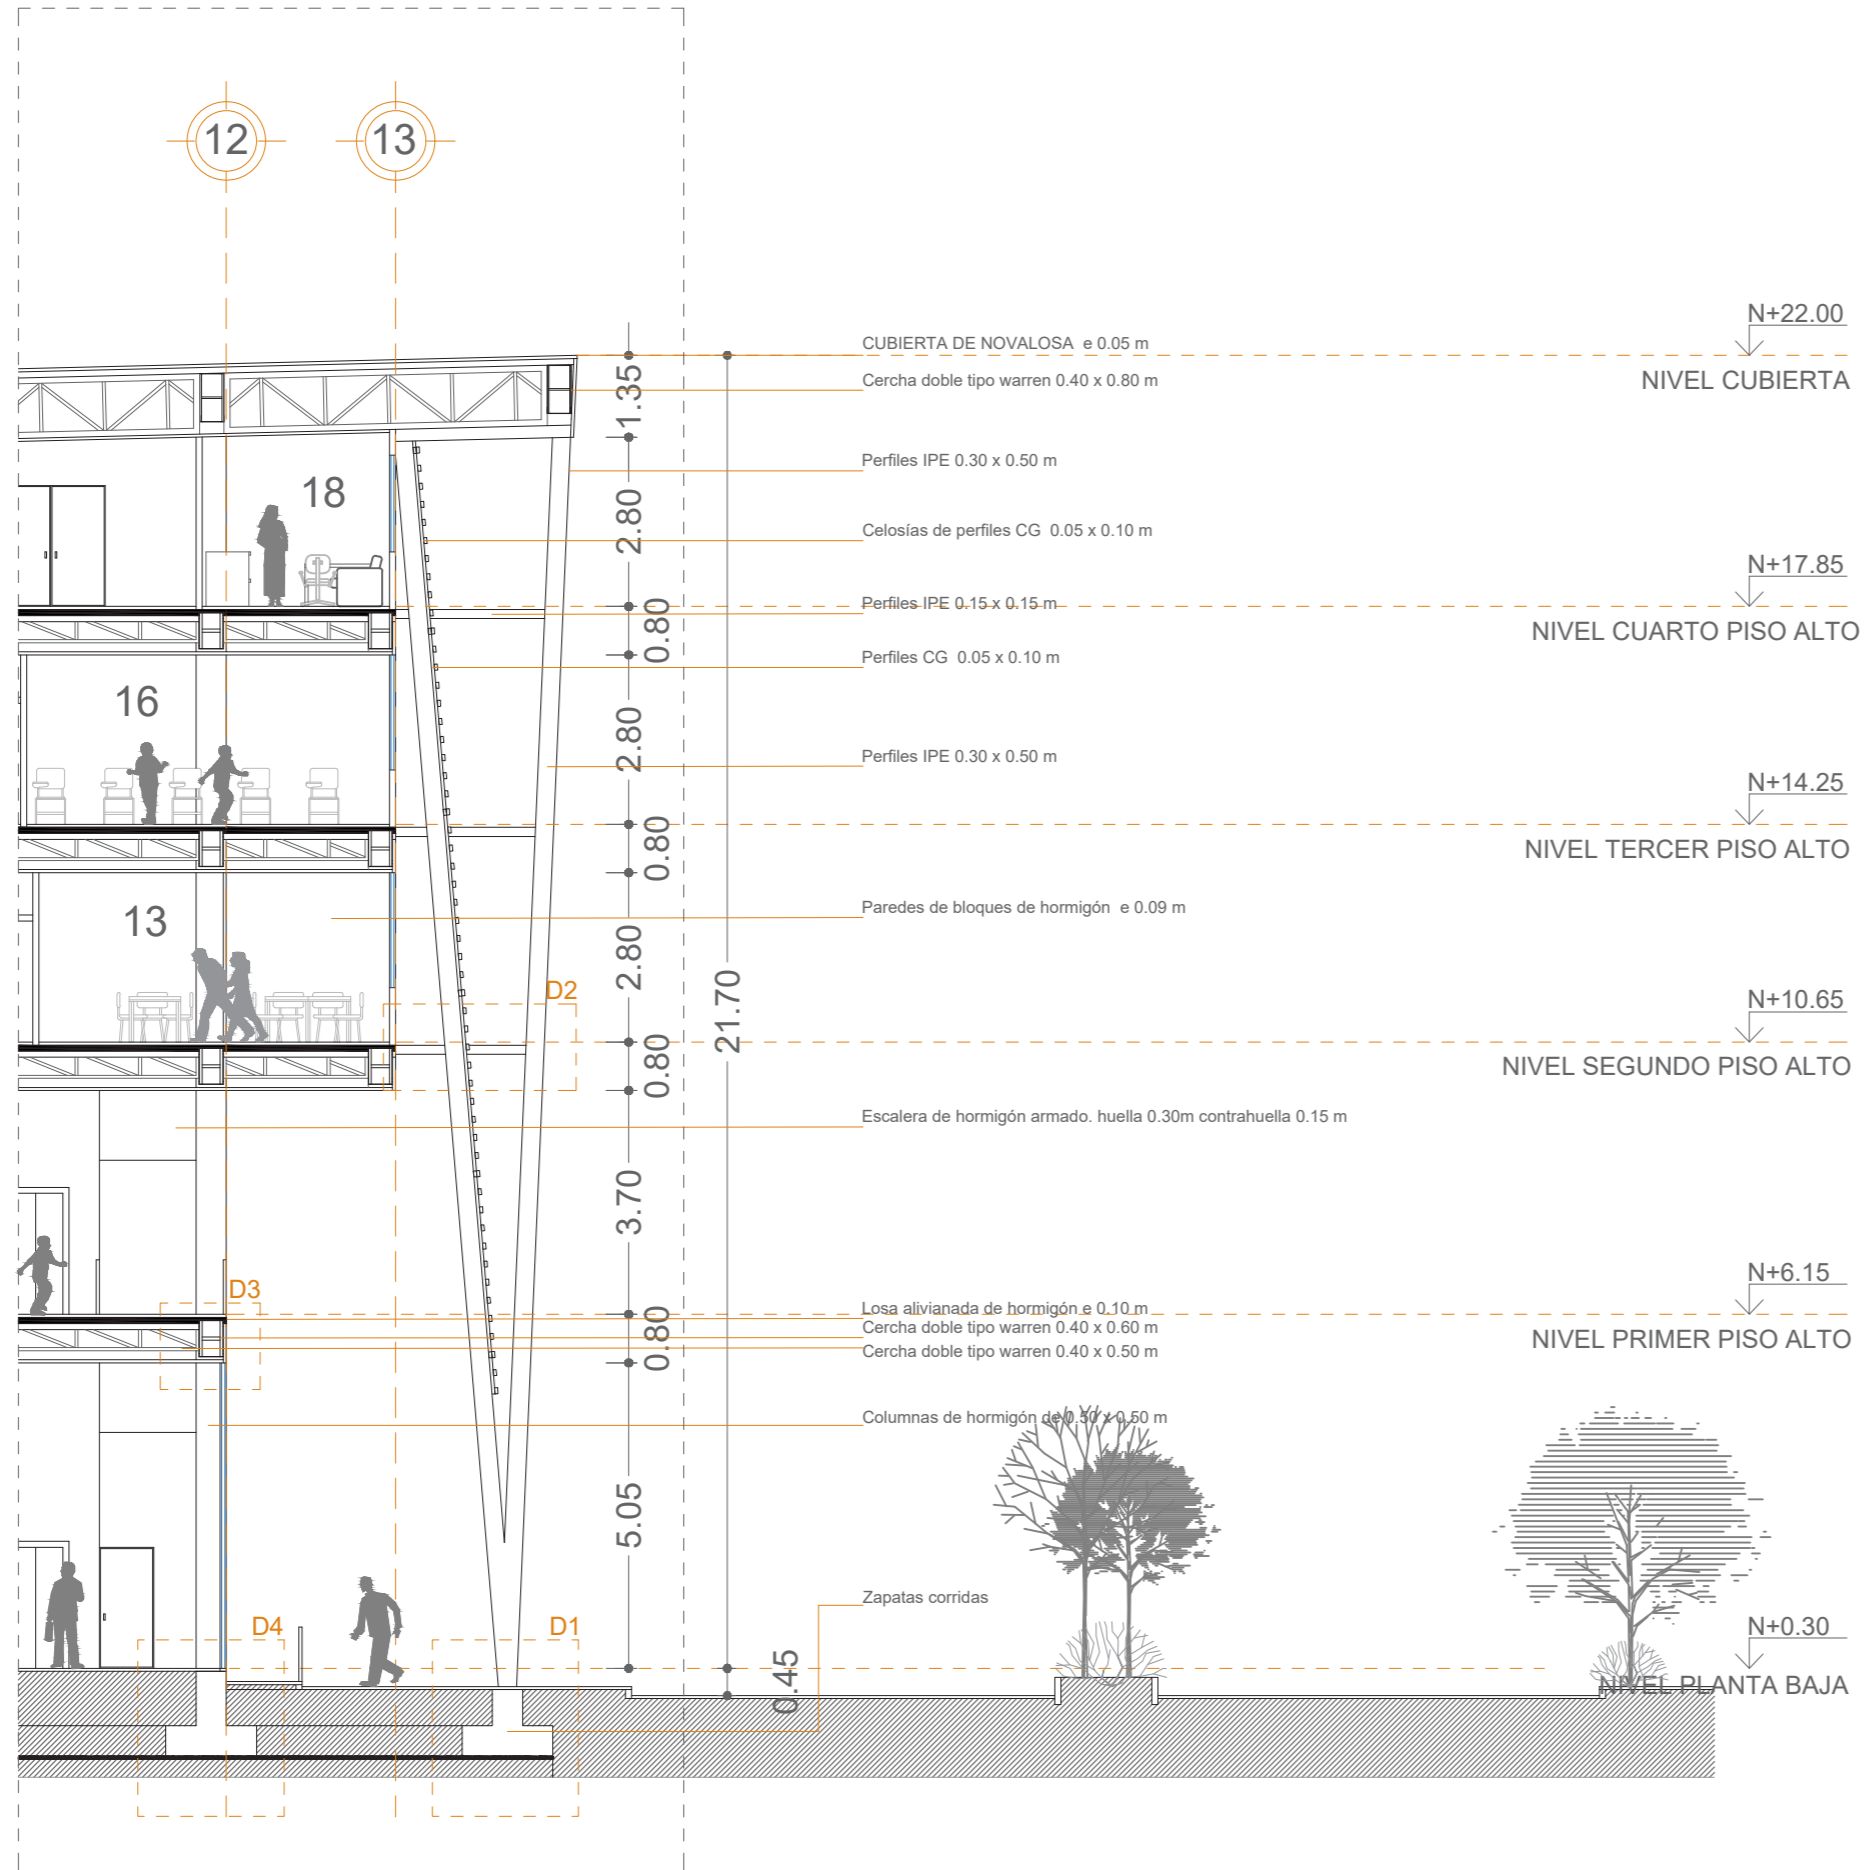 12
13
N+22.00
CUBIERTA DE NOVALOSA e 0.05 m
NIVEL CUBIERTA
Cercha doble tipo warren 0.40 x 0.80 m
1.35
Perfiles IPE 0.30 x 0.50 m
18
2.80
Celosías de perfiles CG 0.05 x 0.10 m
N+17.85
Perfiles IPE 0.15 x 0.15 m
NIVEL CUARTO PISO ALTO
0.80
Perfiles CG 0.05 x 0.10 m
16
2.80
Perfiles IPE 0.30 x 0.50 m
N+14.25
NIVEL TERCER PISO ALTO
0.80
Paredes de bloques de hormigón e 0.09 m
13
2.80
D2
21.70
N+10.65
NIVEL SEGUNDO PISO ALTO
0.80
Escalera de hormigón armado. huella 0.30m contrahuella 0.15 m
3.70
N+6.15
D3
Losa alivianada de hormigón e 0.10 m
Cercha doble tipo warren 0.40 x 0.60 m
NIVEL PRIMER PISO ALTO
0.80
Cercha doble tipo warren 0.40 x 0.50 m
Columnas de hormigón de 0.50 x 0.50 m
5.05
Zapatas corridas
D4
D1
N+0.30
0.45
NIVEL PLANTA BAJA